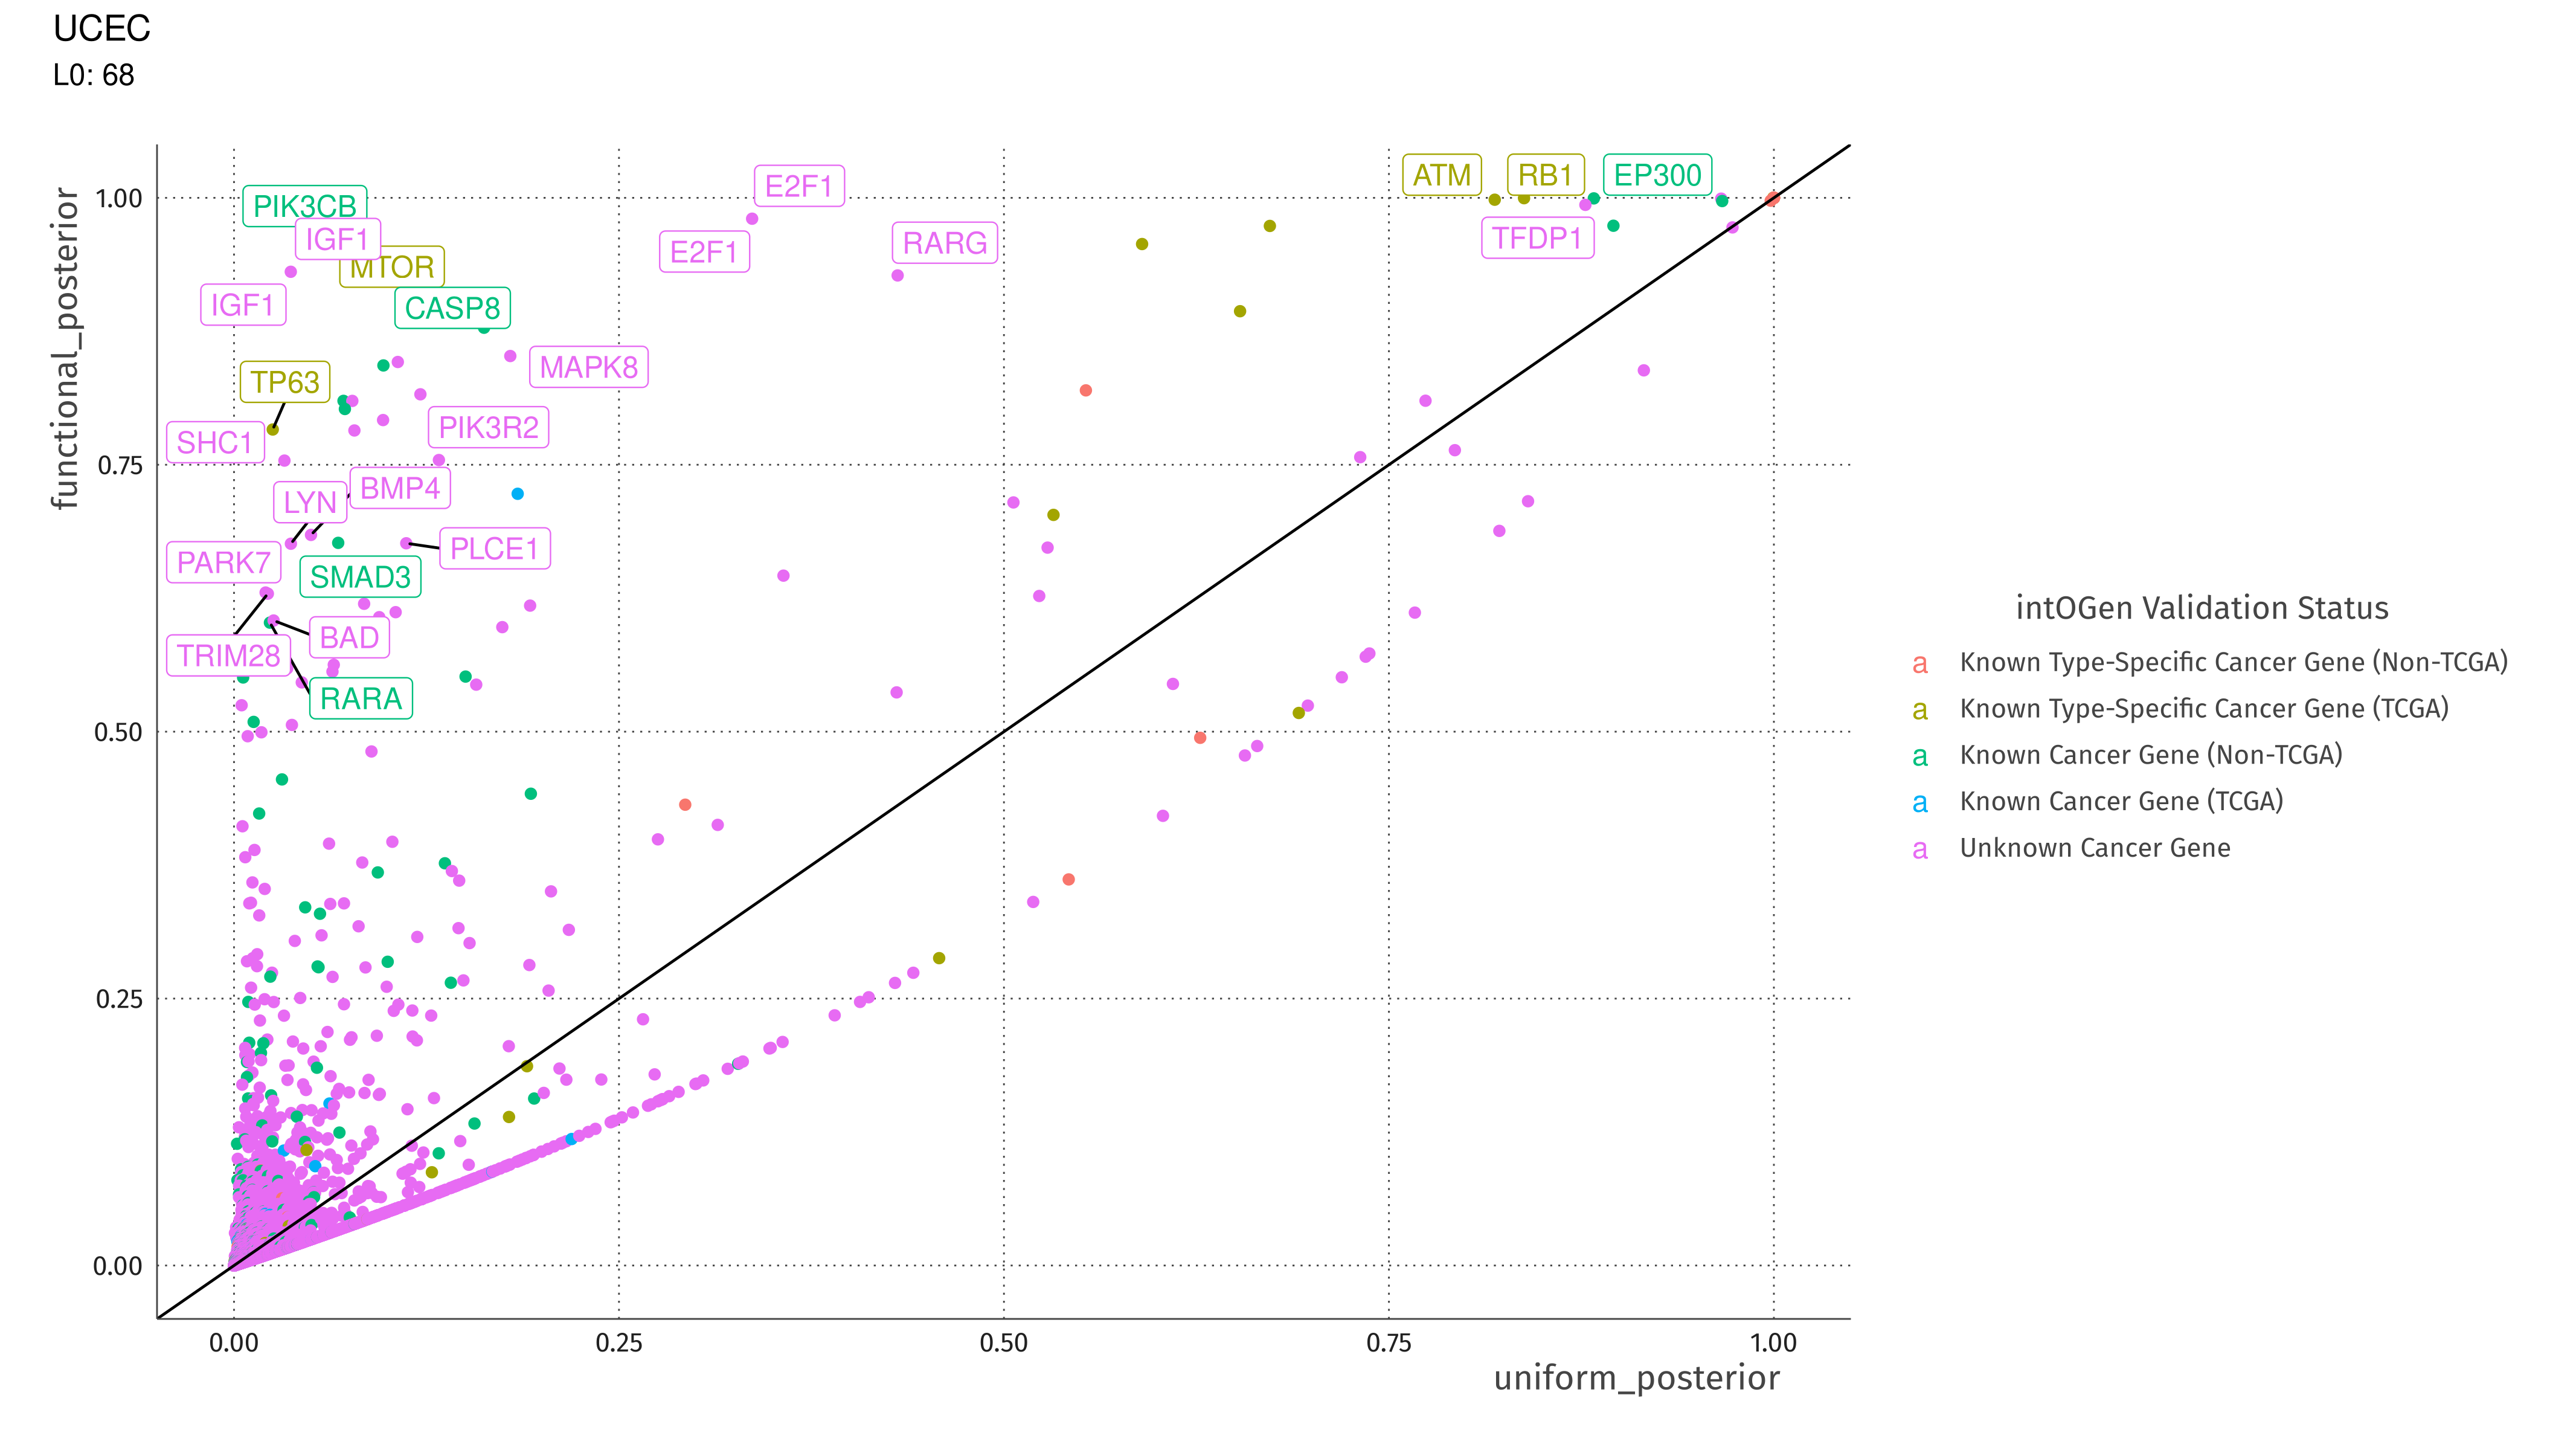 UCEC
L0: 68
functional_posterior
1.00
0.75
0.50
0.25
0.00
PIK3CB
IGF1
MTOR
IGF1
CASP8
E2F1
E2F1
RARG
ATM
RB1
EP300
TFDP1
TP63
MAPK8
SHC1
PIK3R2
LYN
BMP4
PARK7
PLCE1
SMAD3
BAD
TRIM28
RARA
0.00
0.25
0.50
0.75
1.00
uniform_posterior
intOGen Validation Status
a Known Type-Specific Cancer Gene (Non-TCGA)
a Known Type-Specific Cancer Gene (TCGA)
a Known Cancer Gene (Non-TCGA)
a Known Cancer Gene (TCGA)
a Unknown Cancer Gene